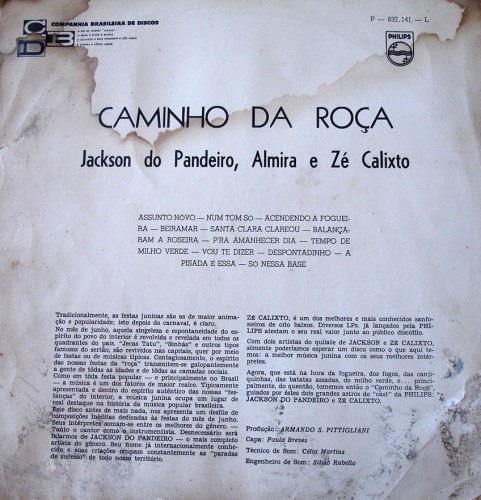 COMPANHIA BRASILEIRA DE DISCOS
CBD
P — 632.141 — L
PHILIPS
CAMINHO DA ROÇA
Jackson do Pandeiro, Almira e Zé Calixto
ASSUNTO NOVO — NUM TOM SÓ — ACENDENDO A FOGUEI-
RA — BEIRAMAR — SANTA CLARA CLAREOU — BALANÇA-
RAM A ROSEIRA — P'RA AMANHECER DIA — TEMPO DE
MILHO VERDE — VOU TE DIZER — DESPONTADINHO — A
PISADA É ESSA — SÓ NESSA BASE
Tradicionalmente, as festas juninas são as de maior anima-
ção e popularidade; isto depois do carnaval, é claro.
No mês de junho, aquela singeleza e espontaneidade do es-
pírito do povo do interior é revolvida e revelada em todos os
quadrantes do país. "Jecas Tatu", "Sinhás" e outros tipos
famosos do sertão, são revividos nas capitais, quer por meio
de festas ou de músicas típicas. Contagiosamente, o espírito
das nossas festas da "roça" transmitem-se galopantemente
a gente de tôdas as idades e de tôdas as camadas sociais.
Como em tôda festa popular — e principalmente no Brasil
— a música é um dos fatores de maior realce. Tipicamente
apresentada e dentro do espírito autêntico das nossas "fes-
tanças" do interior, a música junina ocupa um lugar de
real destaque na história da música popular brasileira.
Êste disco antes de mais nada, nos apresenta um desfile de
composições inéditas dedicadas às festas do mês de junho.
Seus intérpretes somam-se entre os melhores do gênero. —
Tanto o cantor como o instrumentista. Desnecessário será
falarmos de JACKSON DO PANDEIRO — o mais completo
artista do gênero. Seu nome já internacionalmente conhe-
cido e suas criações ocupam constantemente as "paradas
de sucesso" de todo nosso território.
ZÉ CALIXTO, é um dos melhores e mais conhecidos sanfo-
neiros de oito baixos. Diversos LPs. já lançados pela PHI-
LIPS atestam o seu real valor junto ao público discófilo.
Com dois artistas do quilate de JACKSON e ZÉ CALIXTO,
sòmente poderíamos esperar um disco como o que aqui te-
mos: a melhor música junina com os seus melhores intér-
pretes.
Agora, que está na hora da fogueira, dos fogos, das canji-
quinhas, das batatas assadas, do milho verde, e... prínci-
palmente, do quentão, tomemos então o "Caminho da Roça"
guiados por êstes dois grandes astros do "cast" da PHILIPS:
JACKSON DO PANDEIRO e ZÉ CALIXTO.
Produção: ARMANDO S. PITTIGLIANI
Capa: Paulo Breves
Técnico de Som: Célio Martins
Engenheiro de Som: Sílvio Rabello